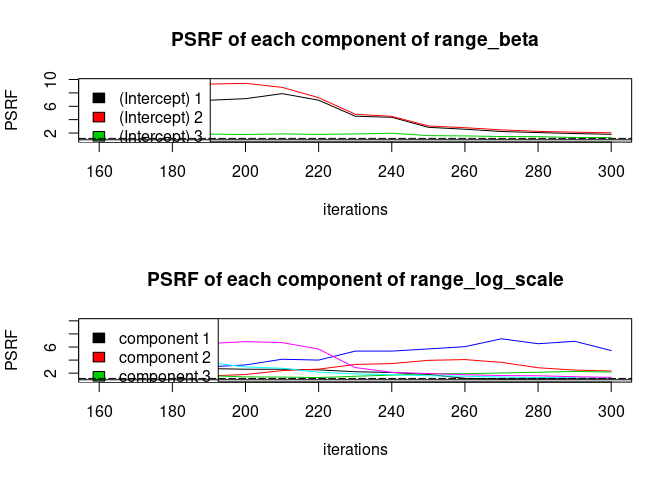 PSRF of each component of range_beta
PSRF
2 6 10
(Intercept) 1
(Intercept) 2
(Intercept) 3
160 180 200 220 240 260 280 300
iterations
PSRF of each component of range_log_scale
PSRF
2 6
component 1
component 2
component 3
160 180 200 220 240 260 280 300
iterations